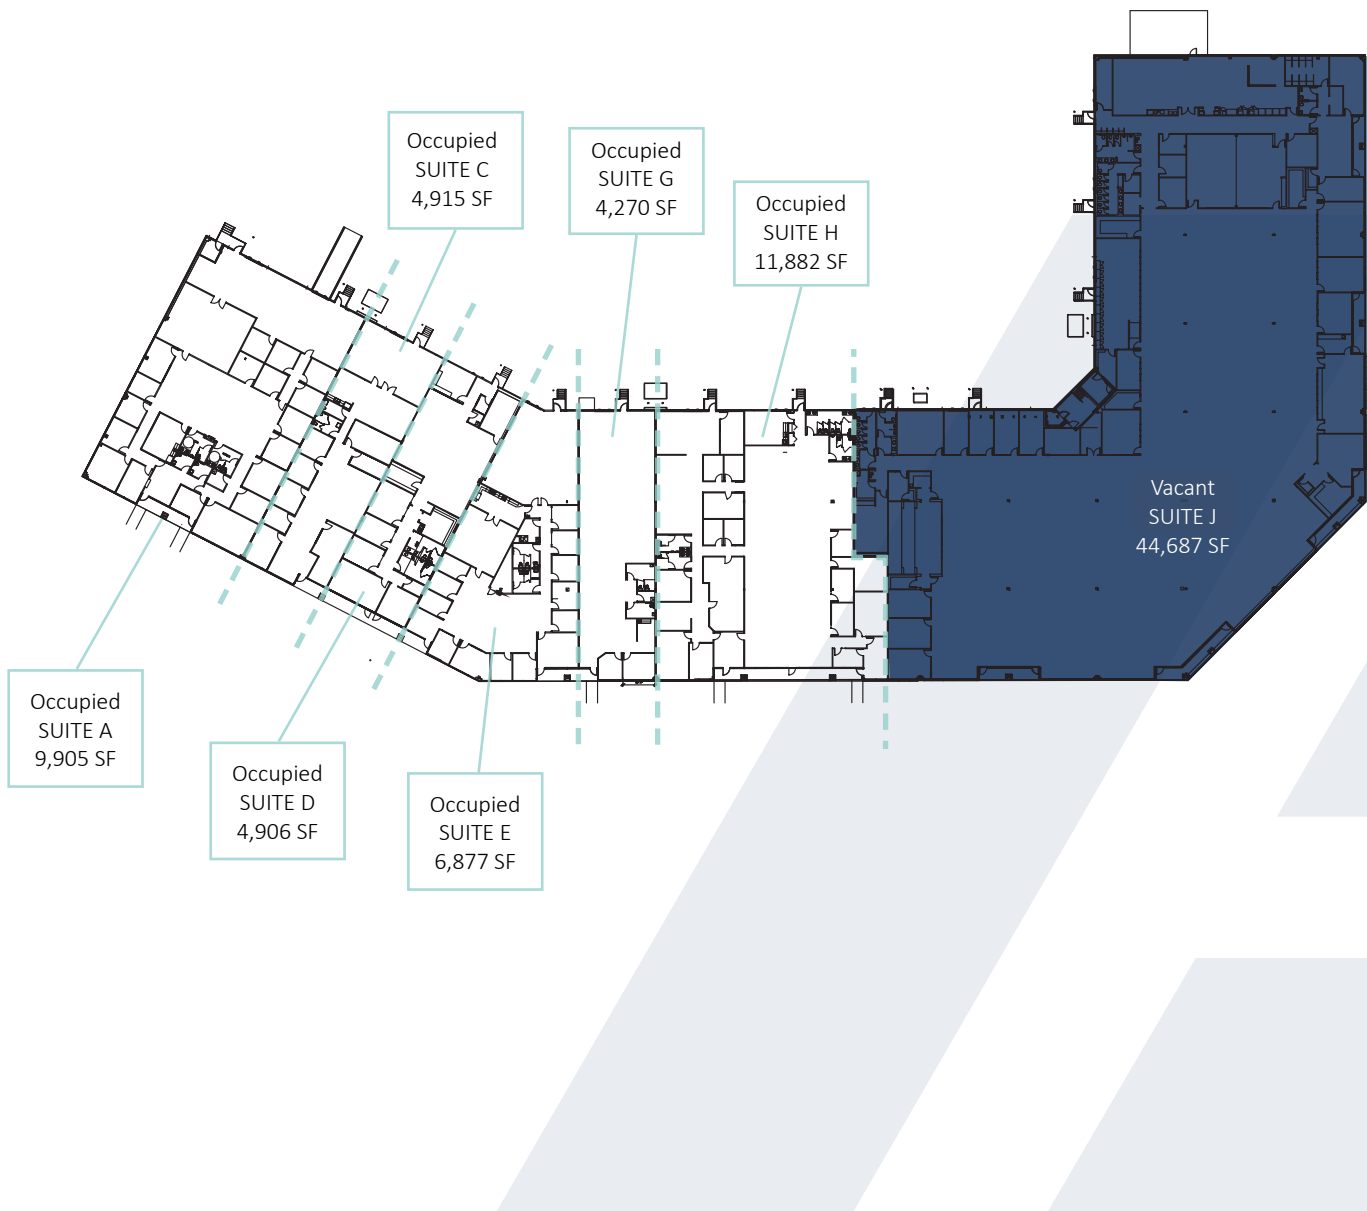 Occupied
SUITE C
4,915 SF
Occupied
SUITE G
4,270 SF
Occupied
SUITE H
11,882 SF
Vacant
SUITE J
44,687 SF
Occupied
SUITE A
9,905 SF
Occupied
SUITE D
4,906 SF
Occupied
SUITE E
6,877 SF